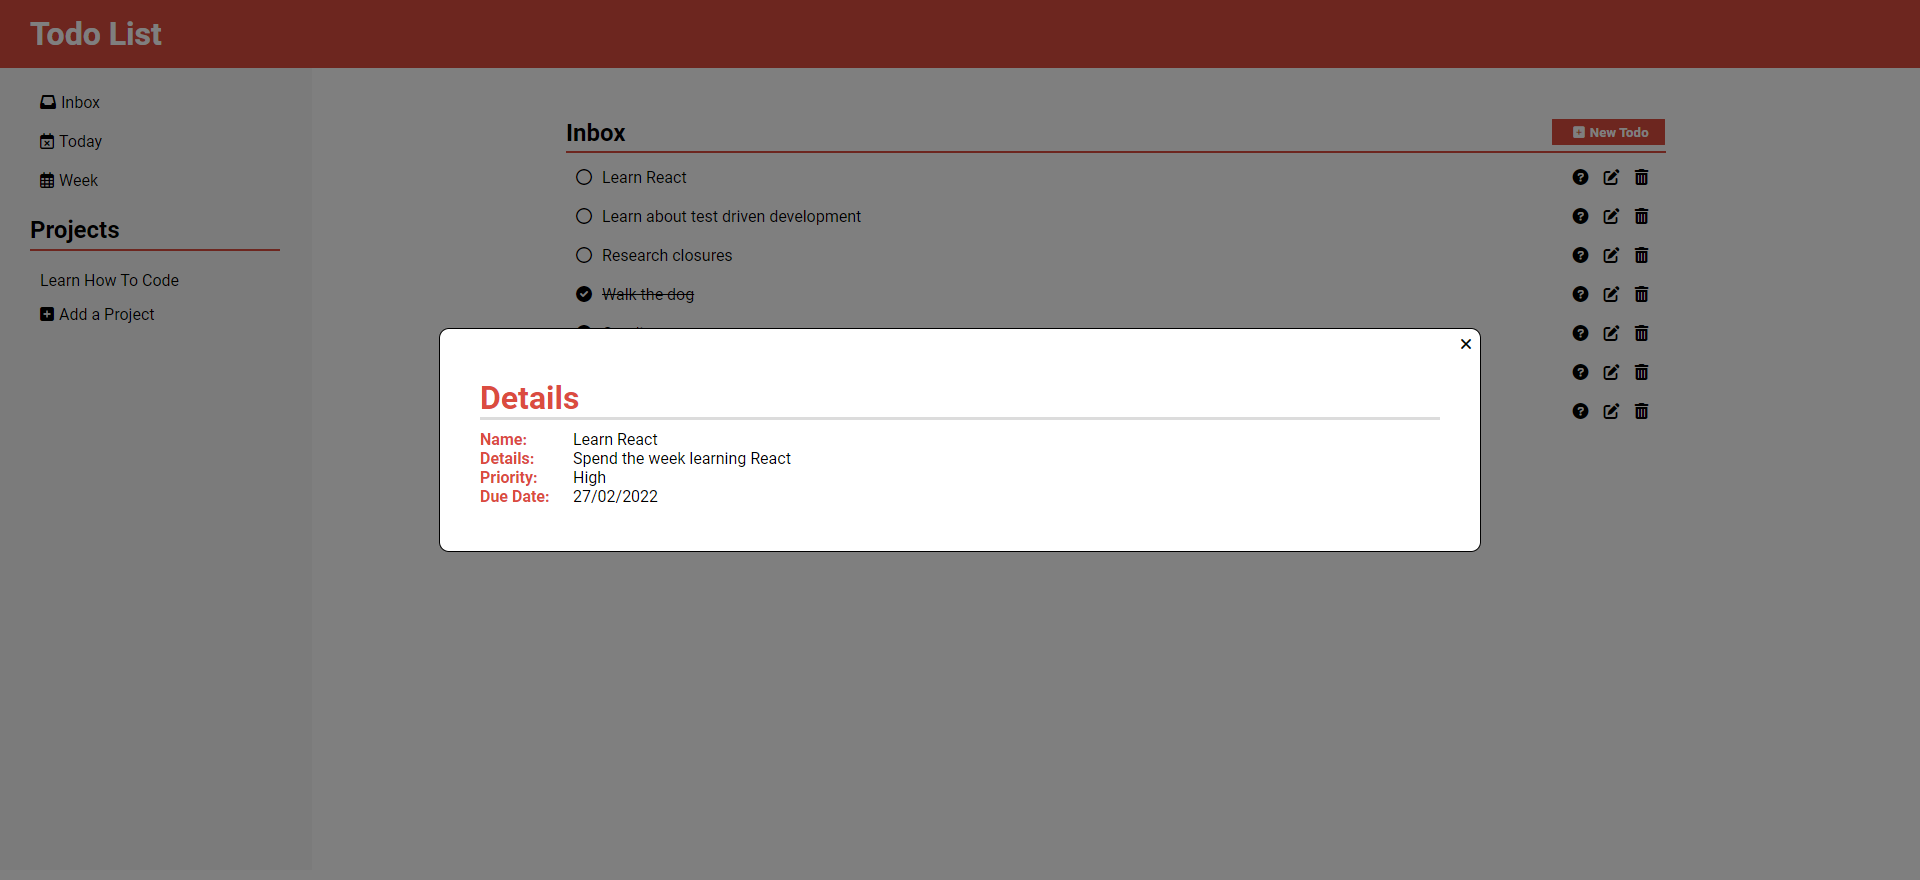 Todo List
Inbox
Today
Week
Projects
Learn How To Code
Add a Project
Inbox
New Todo
Learn React
Learn about test driven development
Research closures
Walk the dog
Details
Name: Learn React
Details: Spend the week learning React
Priority: High
Due Date: 27/02/2022